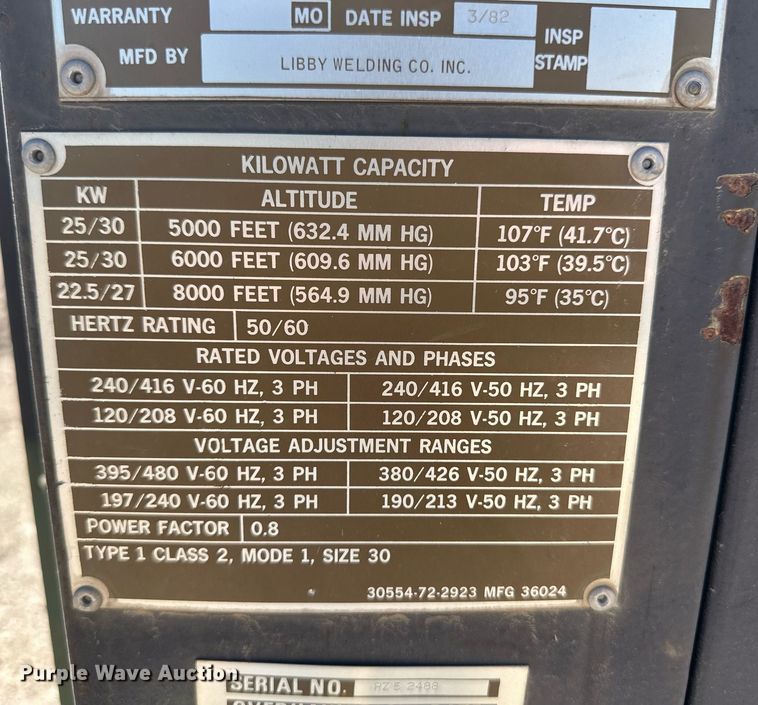 WARRANTY MO DATE INSP 3/82
MFD BY LIBBY WELDING CO. INC. INSP STAMP
KILOWATT CAPACITY
KW ALTITUDE TEMP
25/30 5000 FEET (632.4 MM HG) 107°F (41.7°C)
25/30 6000 FEET (609.6 MM HG) 103°F (39.5°C)
22.5/27 8000 FEET (564.9 MM HG) 95°F (35°C)
HERTZ RATING 50/60
RATED VOLTAGES AND PHASES
240/416 V-60 HZ, 3 PH 240/416 V-50 HZ, 3 PH
120/208 V-60 HZ, 3 PH 120/208 V-50 HZ, 3 PH
VOLTAGE ADJUSTMENT RANGES
395/480 V-60 HZ, 3 PH 380/426 V-50 HZ, 3 PH
197/240 V-60 HZ, 3 PH 190/213 V-50 HZ, 3 PH
POWER FACTOR 0.8
TYPE 1 CLASS 2, MODE 1, SIZE 30
30554-72-2923 MFG 36024
Purple Wave Auction
SERIAL NO. 2488